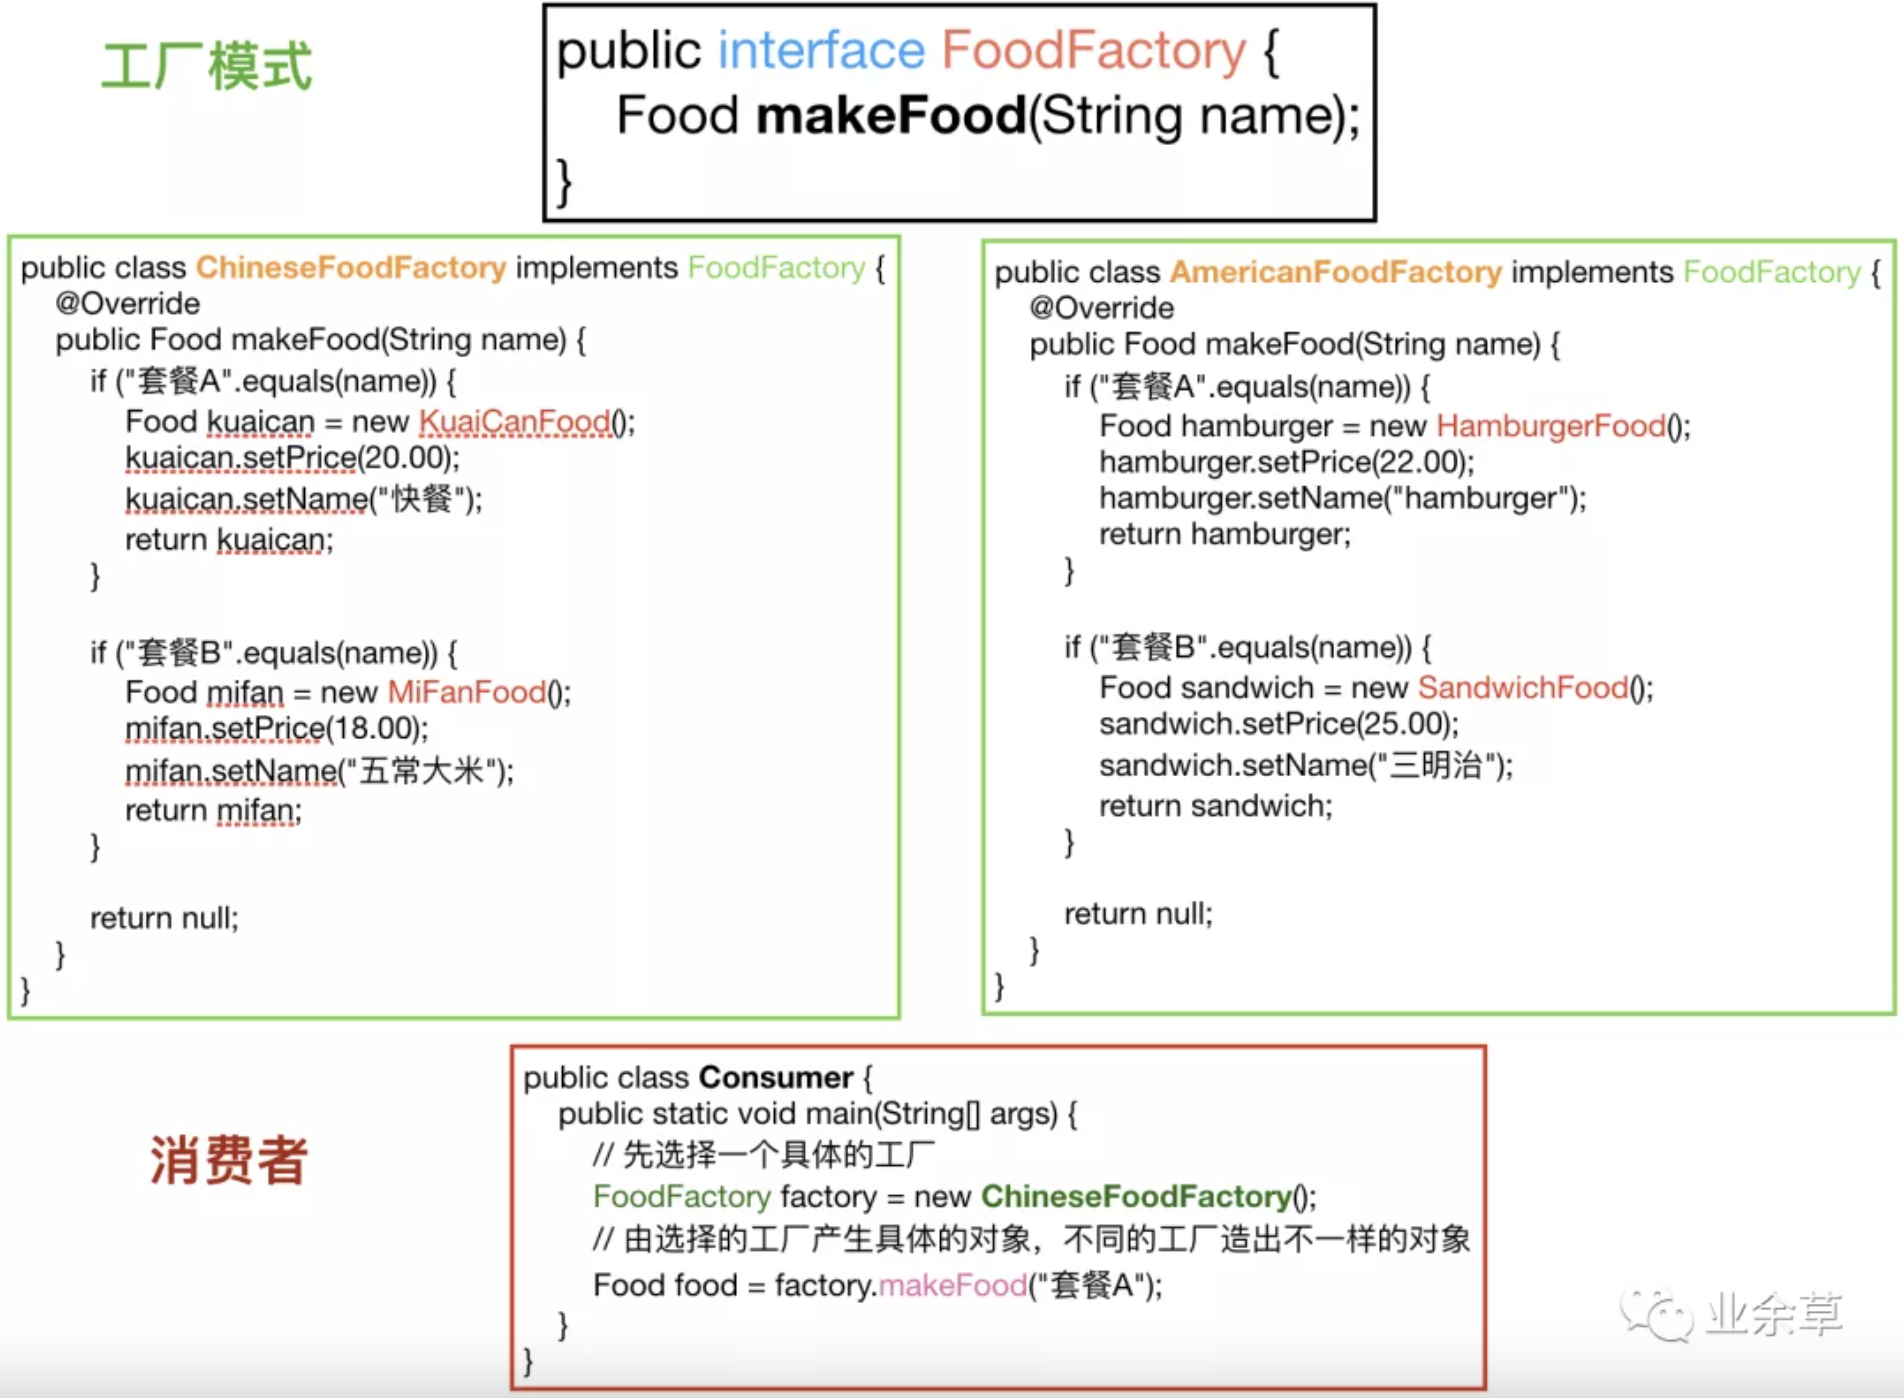 工厂模式
public interface FoodFactory {
Food makeFood(String name);
}
public class ChineseFoodFactory implements FoodFactory {
@Override
public Food makeFood(String name) {
if ("套餐A".equals(name)) {
Food kuaican = new KuaiCanFood();
kuaican.setPrice(20.00);
kuaican.setName("快餐");
return kuaican;
}
if ("套餐B".equals(name)) {
Food mifan = new MiFanFood();
mifan.setPrice(18.00);
mifan.setName("五常大米");
return mifan;
}
return null;
}
}
public class AmericanFoodFactory implements FoodFactory {
@Override
public Food makeFood(String name) {
if ("套餐A".equals(name)) {
Food hamburger = new HamburgerFood();
hamburger.setPrice(22.00);
hamburger.setName("hamburger");
return hamburger;
}
if ("套餐B".equals(name)) {
Food sandwich = new SandwichFood();
sandwich.setPrice(25.00);
sandwich.setName("三明治");
return sandwich;
}
return null;
}
}
消费者
public class Consumer {
public static void main(String[] args) {
// 先选择一个具体的工厂
FoodFactory factory = new ChineseFoodFactory();
// 由选择的工厂产生具体的对象，不同的工厂造出不一样的对象
Food food = factory.makeFood("套餐A");
}
}
业余草